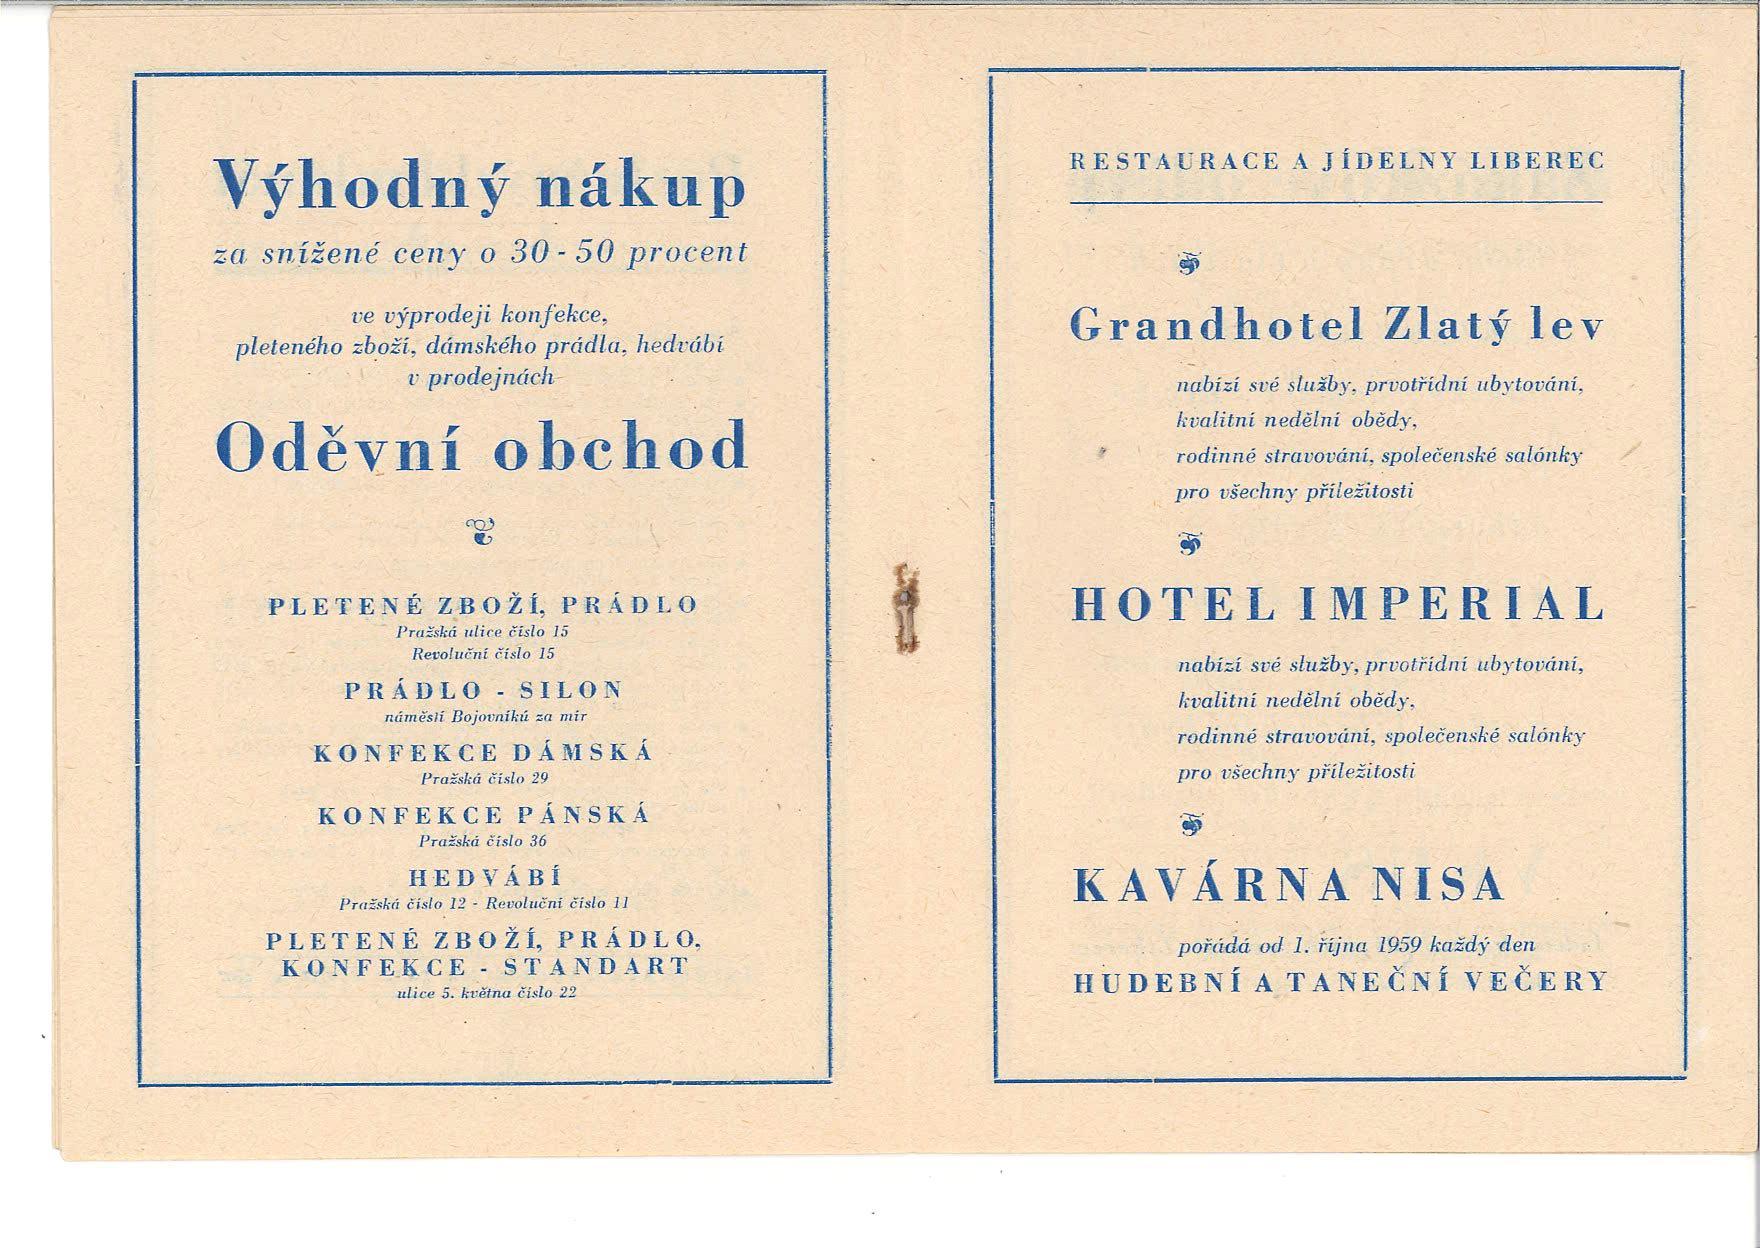 Výhodný nákup
za snížené ceny o 30 - 50 procent
ve výprodeji konfekce,
pleteného zboží, dámského prádla, hedvábí
v prodejnách
Oděvní obchod
PLETENÉ ZBOŽÍ, PRÁDLO
Pražská ulice číslo 15
Revoluční číslo 15
PRÁDLO - SILON
náměstí Bojovníků za mír
KONFEKCE DÁMSKÁ
Pražská číslo 29
KONFEKCE PÁNSKÁ
Pražská číslo 36
HEDVÁBÍ
Pražská číslo 12 - Revoluční číslo 11
PLETENÉ ZBOŽÍ, PRÁDLO,
KONFEKCE - STANDART
ulice 5. května číslo 22
RESTAURACE A JÍDELNY LIBEREC
Grandhotel Zlatý lev
nabízí své služby, prvotřídní ubytování,
kvalitní nedělní obědy,
rodinné stravování, společenské salónky
pro všechny příležitosti
HOTEL IMPERIAL
nabízí své služby, prvotřídní ubytování,
kvalitní nedělní obědy,
rodinné stravování, společenské salónky
pro všechny příležitosti
KAVÁRNA NISA
pořádá od 1. října 1959 každý den
HUDEBNÍ A TANEČNÍ VEČERY